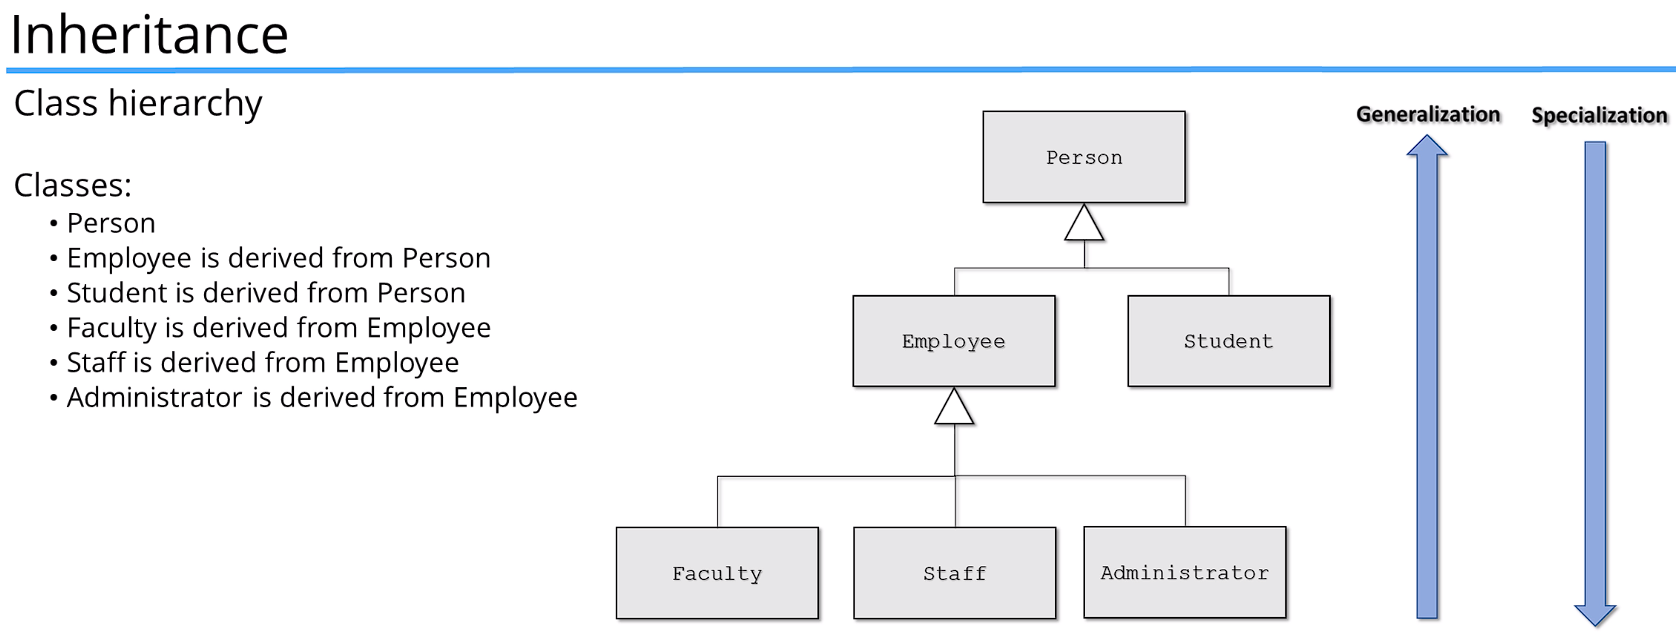 Inheritance
Class hierarchy
Classes:
• Person
• Employee is derived from Person
• Student is derived from Person
• Faculty is derived from Employee
• Staff is derived from Employee
• Administrator is derived from Employee
Generalization
Specialization
Person
Employee
Student
Faculty
Staff
Administrator